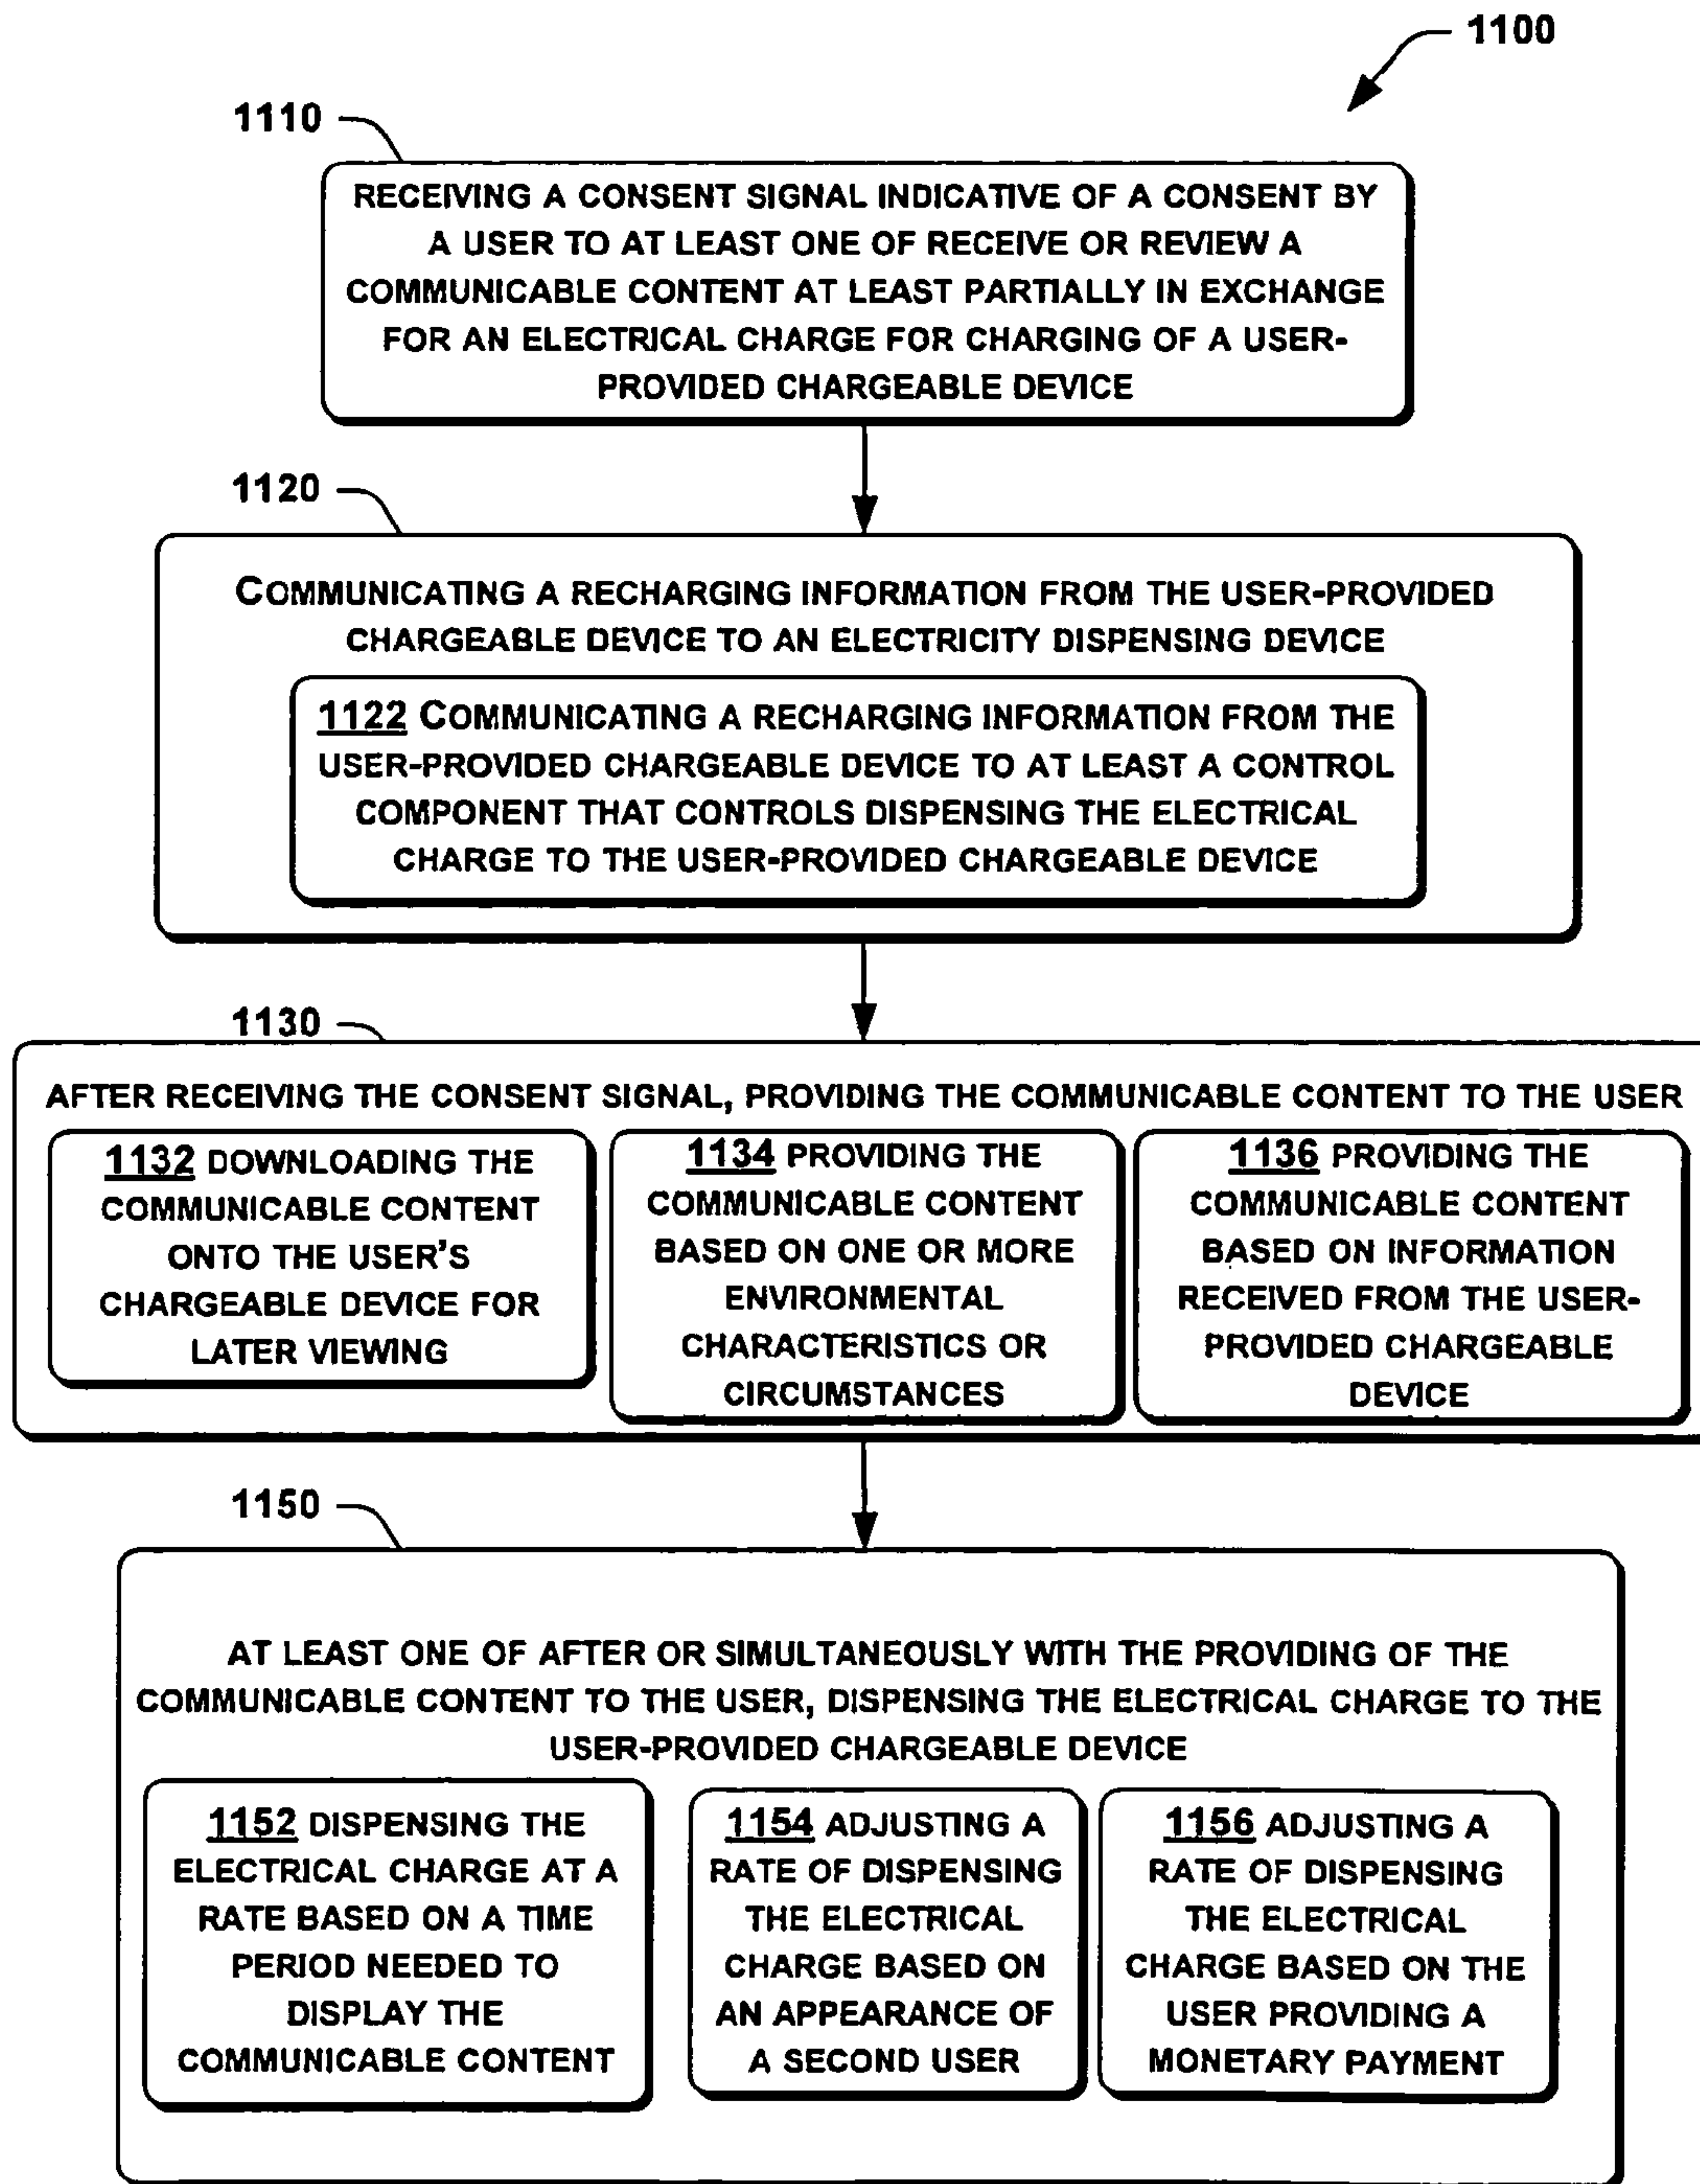 1100
1110
RECEIVING A CONSENT SIGNAL INDICATIVE OF A CONSENT BY
A USER TO AT LEAST ONE OF RECEIVE OR REVIEW A
COMMUNICABLE CONTENT AT LEAST PARTIALLY IN EXCHANGE
FOR AN ELECTRICAL CHARGE FOR CHARGING OF A USER-
PROVIDED CHARGEABLE DEVICE
1120
COMMUNICATING A RECHARGING INFORMATION FROM THE USER-PROVIDED
CHARGEABLE DEVICE TO AN ELECTRICITY DISPENSING DEVICE
1122 COMMUNICATING A RECHARGING INFORMATION FROM THE
USER-PROVIDED CHARGEABLE DEVICE TO AT LEAST A CONTROL
COMPONENT THAT CONTROLS DISPENSING THE ELECTRICAL
CHARGE TO THE USER-PROVIDED CHARGEABLE DEVICE
1130
AFTER RECEIVING THE CONSENT SIGNAL, PROVIDING THE COMMUNICABLE CONTENT TO THE USER
1132 DOWNLOADING THE
COMMUNICABLE CONTENT
ONTO THE USER'S
CHARGEABLE DEVICE FOR
LATER VIEWING
1134 PROVIDING THE
COMMUNICABLE CONTENT
BASED ON ONE OR MORE
ENVIRONMENTAL
CHARACTERISTICS OR
CIRCUMSTANCES
1136 PROVIDING THE
COMMUNICABLE CONTENT
BASED ON INFORMATION
RECEIVED FROM THE USER-
PROVIDED CHARGEABLE
DEVICE
1150
AT LEAST ONE OF AFTER OR SIMULTANEOUSLY WITH THE PROVIDING OF THE
COMMUNICABLE CONTENT TO THE USER, DISPENSING THE ELECTRICAL CHARGE TO THE
USER-PROVIDED CHARGEABLE DEVICE
1152 DISPENSING THE
ELECTRICAL CHARGE AT A
RATE BASED ON A TIME
PERIOD NEEDED TO
DISPLAY THE
COMMUNICABLE CONTENT
1154 ADJUSTING A
RATE OF DISPENSING
THE ELECTRICAL
CHARGE BASED ON
AN APPEARANCE OF
A SECOND USER
1156 ADJUSTING A
RATE OF DISPENSING
THE ELECTRICAL
CHARGE BASED ON THE
USER PROVIDING A
MONETARY PAYMENT